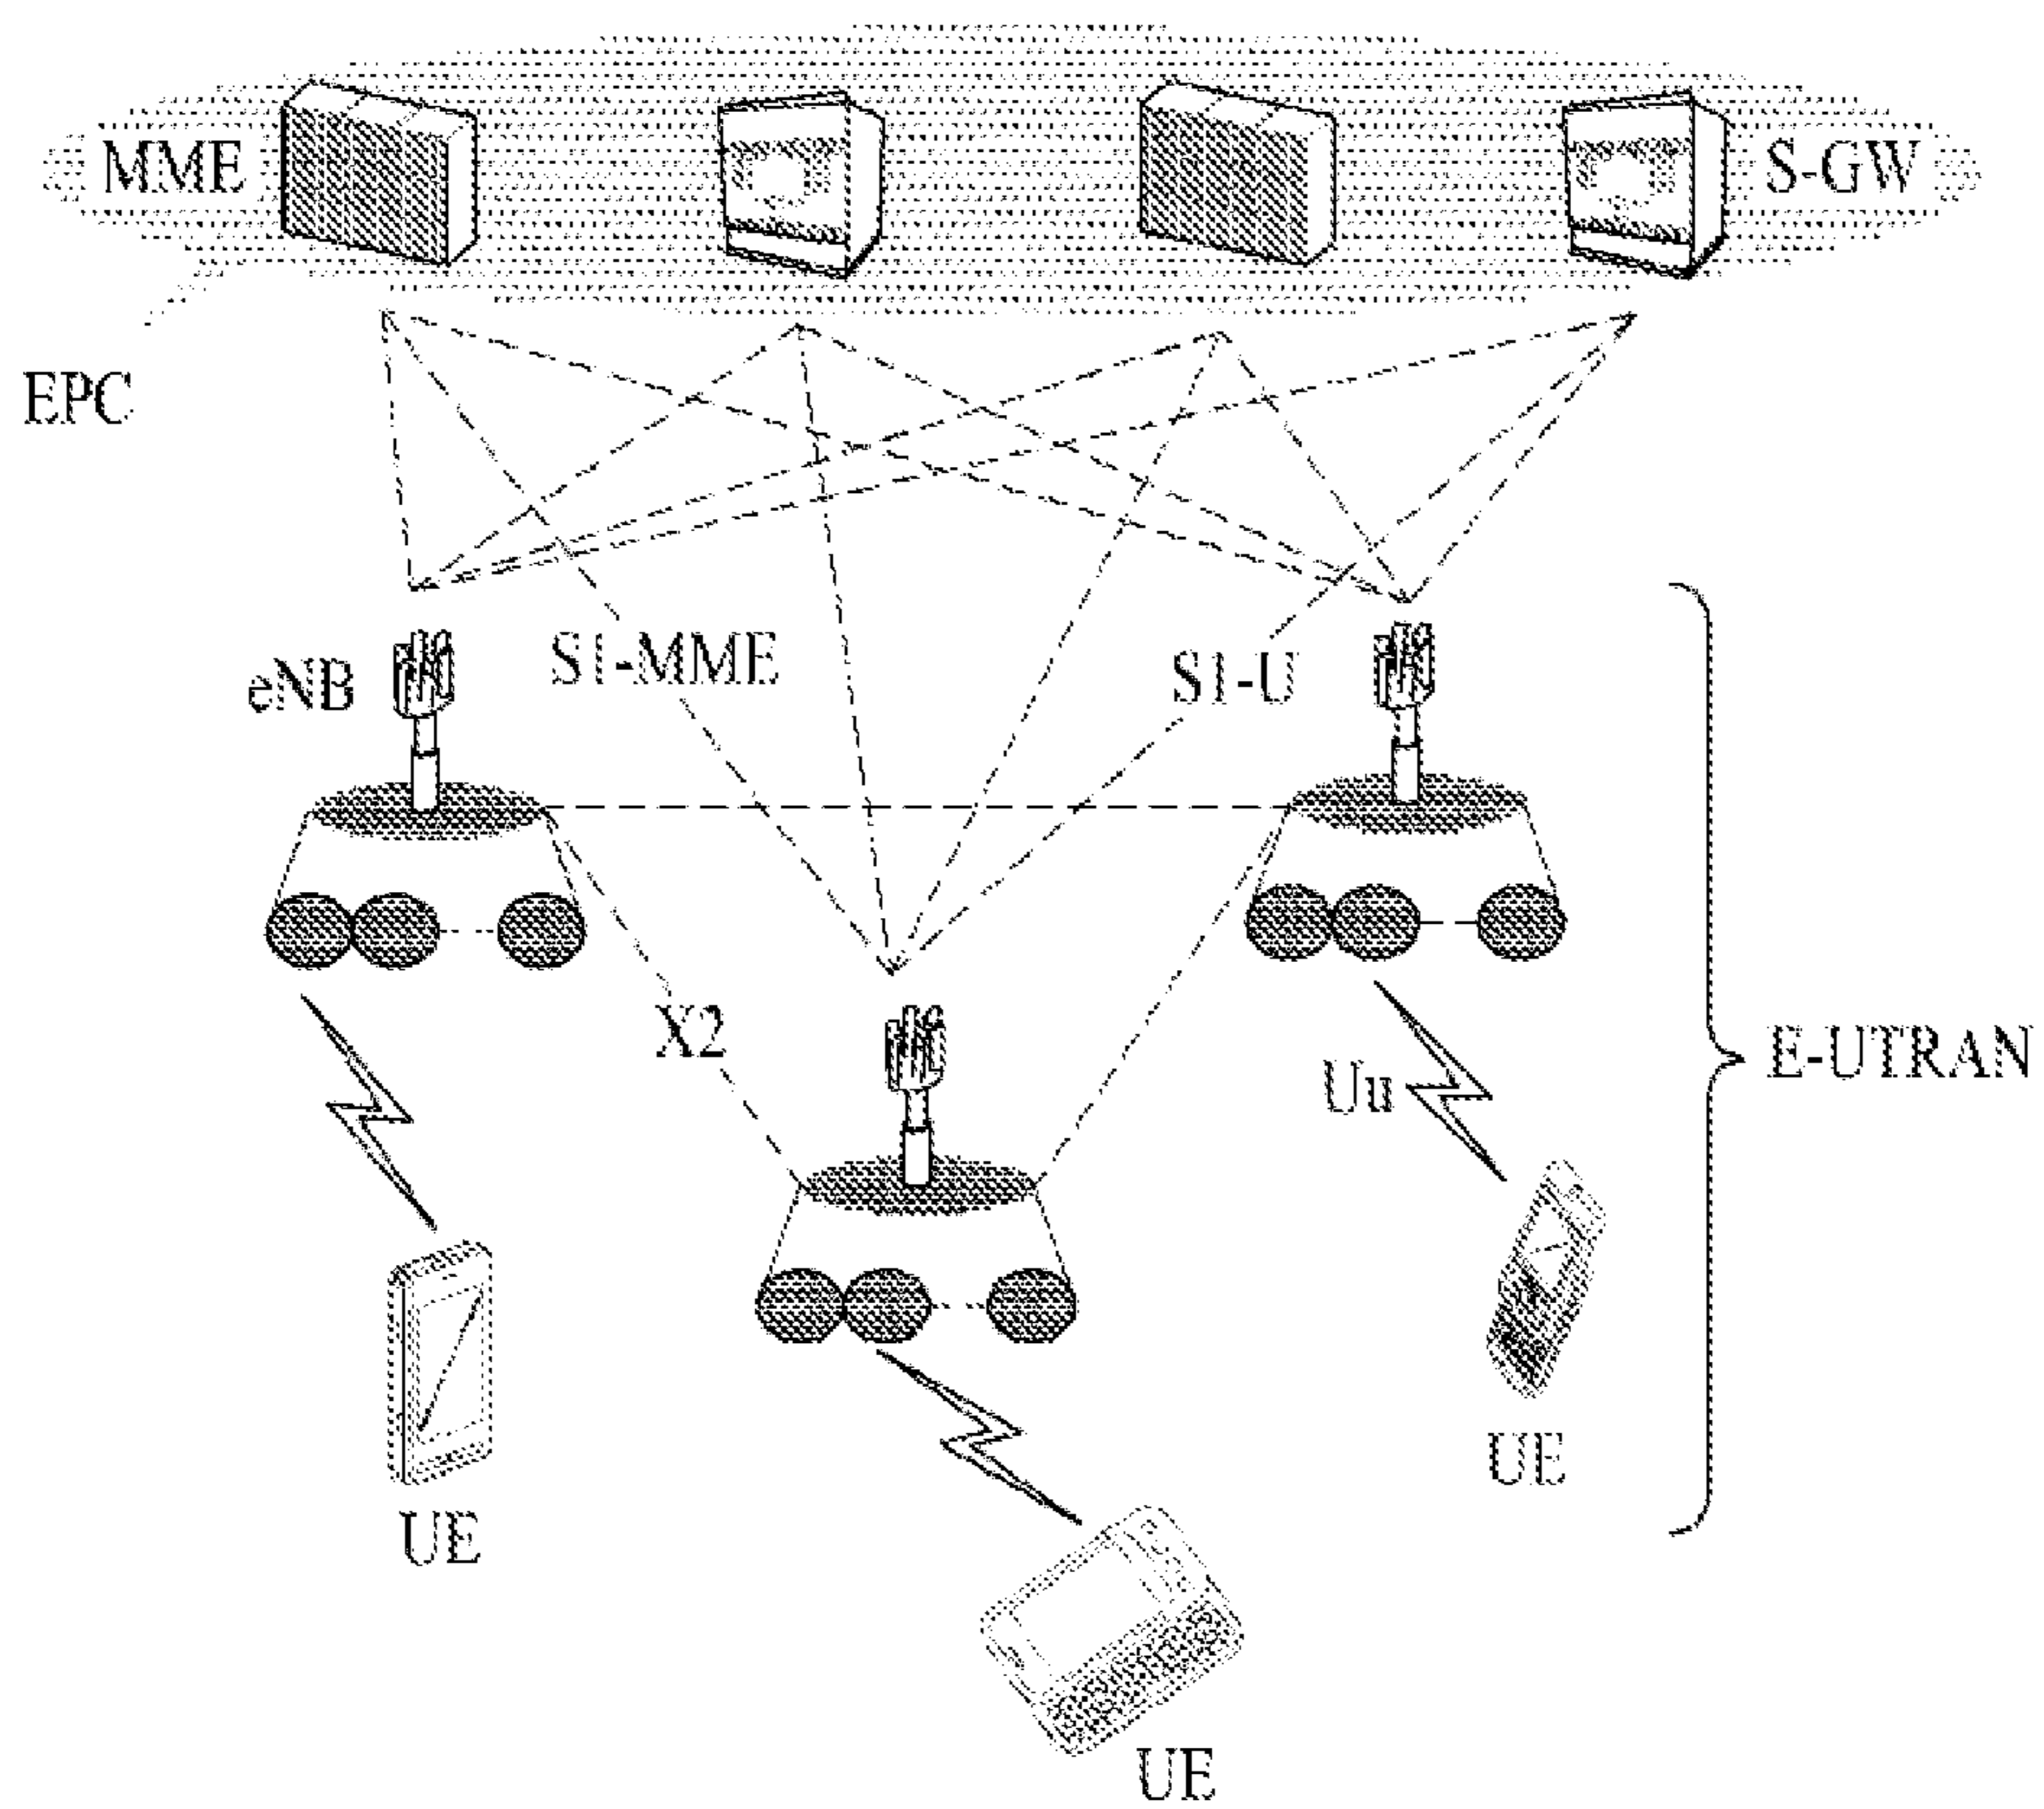 MME
S-GW
EPC
eNB
S1-MME
S1-U
X2
Uu
E-UTRAN
UE
UE
UE